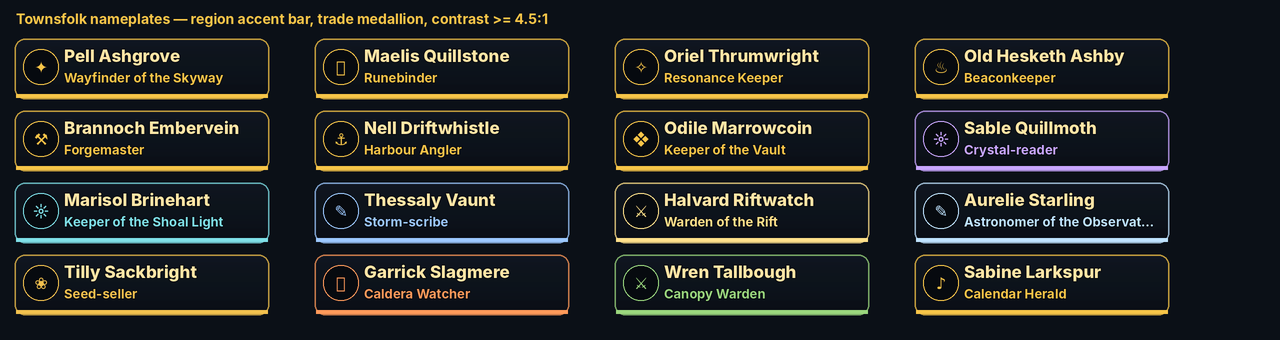 Townsfolk nameplates — region accent bar, trade medallion, contrast >= 4.5:1
Pell Ashgrove
Wayfinder of the Skyway
Maelis Quillstone
Runebinder
Oriel Thrumwright
Resonance Keeper
Old Hesketh Ashby
Beaconkeeper
Brannoch Embervein
Forgemaster
Nell Driftwhistle
Harbour Angler
Odile Marrowcoin
Keeper of the Vault
Sable Quillmoth
Crystal-reader
Marisol Brinehart
Keeper of the Shoal Light
Thessaly Vaunt
Storm-scribe
Halvard Riftwatch
Warden of the Rift
Aurelie Starling
Astronomer of the Observat...
Tilly Sackbright
Seed-seller
Garrick Slagmere
Caldera Watcher
Wren Tallbough
Canopy Warden
Sabine Larkspur
Calendar Herald